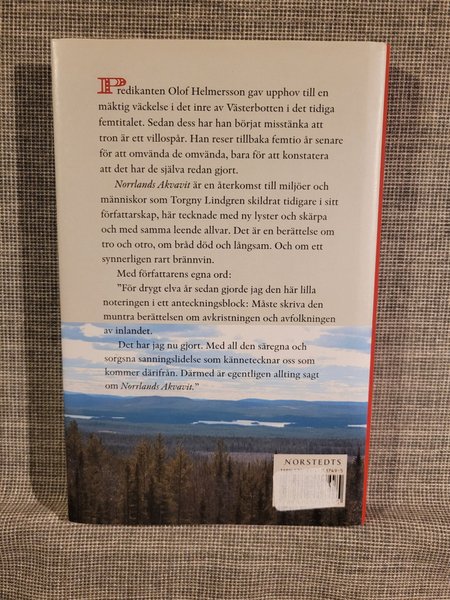 Predikanten Olof Helmersson gav upphov till en
mäktig väckelse i det inre av Västerbotten i det tidiga
femtitalet. Sedan dess har han börjat misstänka att
tron är ett villospår. Han reser tillbaka femtio år senare
för att omvända de omvända, bara för att konstatera
att det har de själva redan gjort.
Norrlands Akvavit är en återkomst till miljöer och
människor som Torgny Lindgren skildrat tidigare i sitt
författarskap, här tecknade med ny lyster och skärpa
och med samma leende allvar. Det är en berättelse om
tro och otro, om bråd död och långsam. Och om ett
synnerligen rart brännvin.
Med författarens egna ord:
"För drygt elva år sedan gjorde jag den här lilla
noteringen i ett anteckningsblock: Måste skriva den
muntra berättelsen om avkristningen och avfolkningen
av inlandet.
Det har jag nu gjort. Med all den säregna och
sorgsna sanningslidelse som kännetecknar oss som
kommer därifrån. Därmed är egentligen allting sagt
om Norrlands Akvavit."
NORSTEDTS